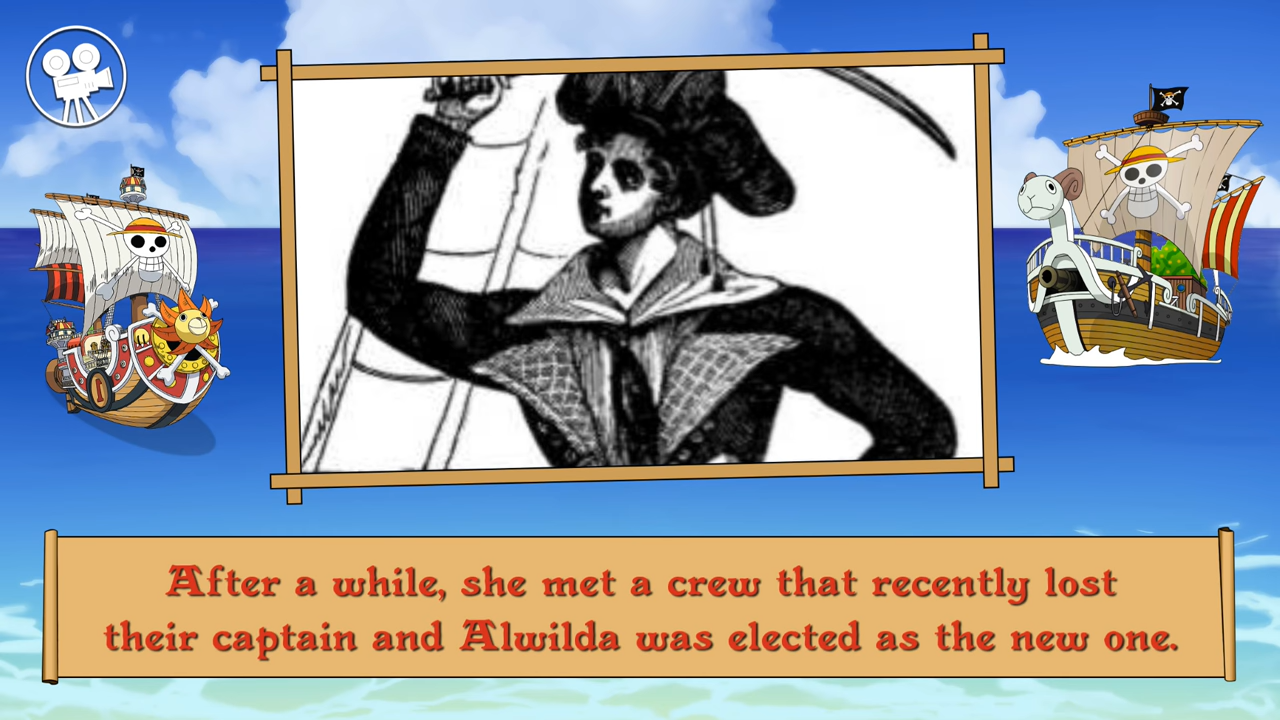 After a while, she met a crew that recently lost
their captain and Alwilda was elected as the new one.